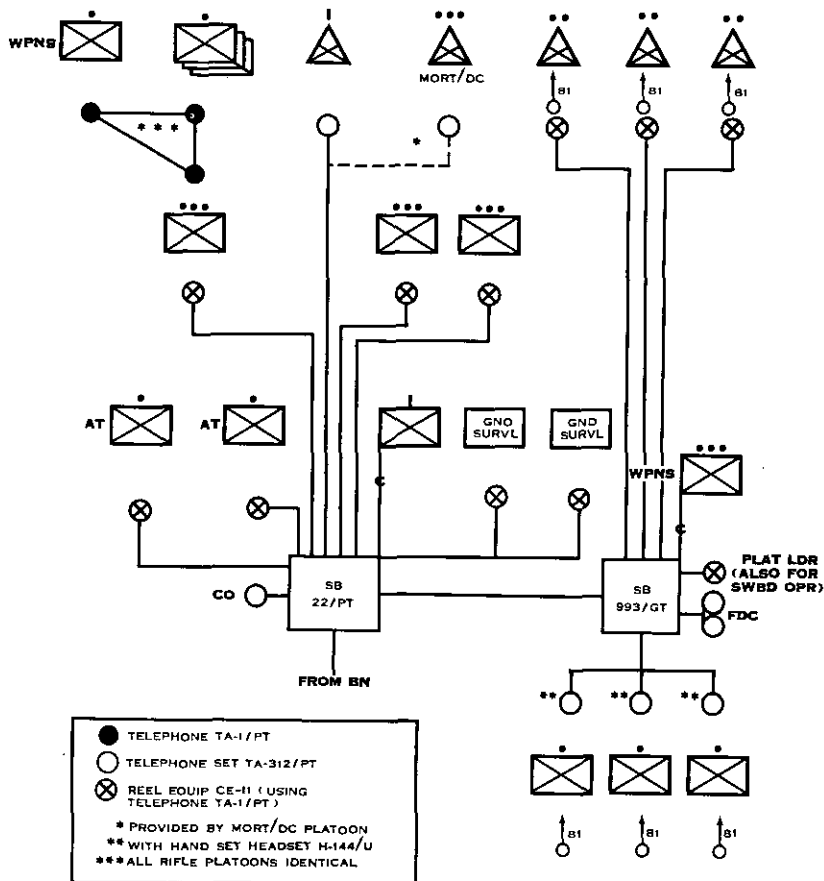 WPNS
MORT/DC
*
81
81
81
***
AT
AT
GNO
SURVL
GND
SURVL
C
WPNS
C
CO
SB
22/PT
SB
993/GT
PLAT LDR
(ALSO FOR
SWBD OPR)
FDC
FROM BN
**
**
**
81
81
81
TELEPHONE TA-1/PT
TELEPHONE SET TA-312/PT
REEL EQUIP CE-11 (USING
TELEPHONE TA-1/PT)
* PROVIDED BY MORT/DC PLATOON
** WITH HAND SET HEADSET H-144/U
*** ALL RIFLE PLATOONS IDENTICAL